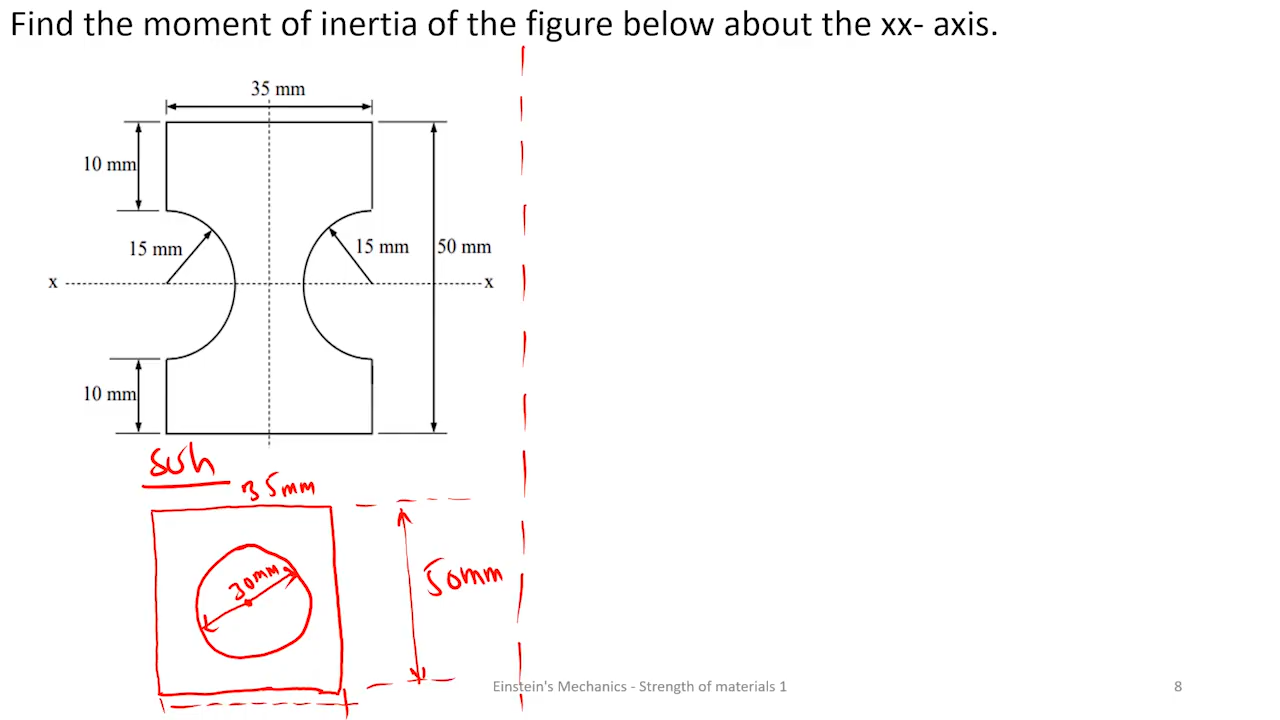 Find the moment of inertia of the figure below about the xx- axis.
35 mm
10 mm
15 mm
15 mm
50 mm
x
x
10 mm
Soln
35mm
30mm
50mm
Einstein's Mechanics - Strength of materials 1
8